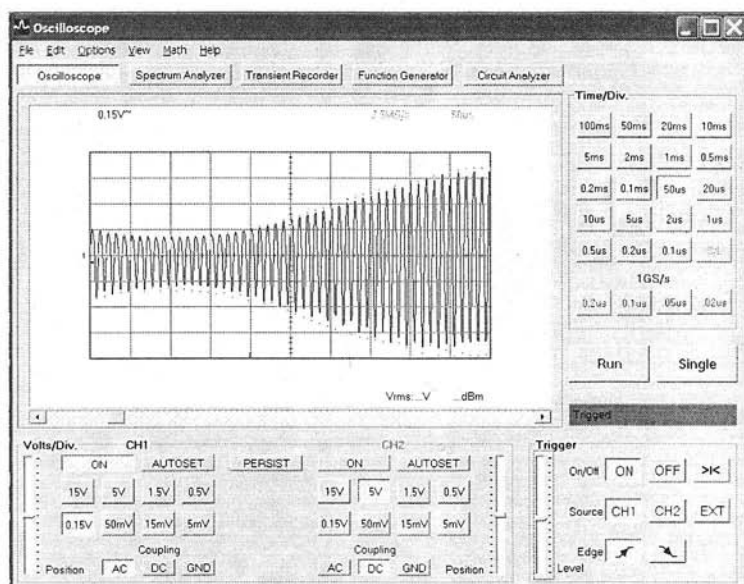 Oscilloscope
File Edit Options View Math Help
Oscilloscope Spectrum Analyzer Transient Recorder Function Generator Circuit Analyzer
0.15V~ 2.5MS/s 50us
Vrms:...V ...dBm
Time/Div.
100ms 50ms 20ms 10ms
5ms 2ms 1ms 0.5ms
0.2ms 0.1ms 50us 20us
10us 5us 2us 1us
0.5us 0.2us 0.1us
1GS/s
0.2us 0.1us .05us .02us
Run Single
Trigged
Volts/Div. CH1 CH2
ON AUTOSET PERSIST ON AUTOSET
15V 5V 1.5V 0.5V 15V 5V 1.5V 0.5V
0.15V 50mV 15mV 5mV 0.15V 50mV 15mV 5mV
Coupling Coupling
Position AC DC GND AC DC GND Position
Trigger
On/Off ON OFF >|<
Source CH1 CH2 EXT
Edge
Level